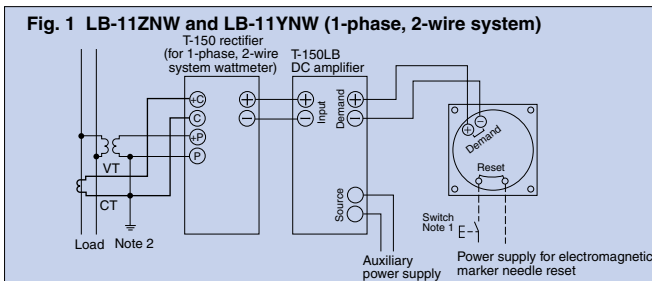 Fig. 1 LB-11ZNW and LB-11YNW (1-phase, 2-wire system)
T-150 rectifier
(for 1-phase, 2-wire
system wattmeter)
T-150LB
DC amplifier
+C
C
+P
P
+
−
+
−
Input
Demand
+
−
Source
VT
CT
Load
Note 2
Auxiliary
power supply
+
−
Demand
Reset
Switch
Note 1
Power supply for electromagnetic
marker needle reset